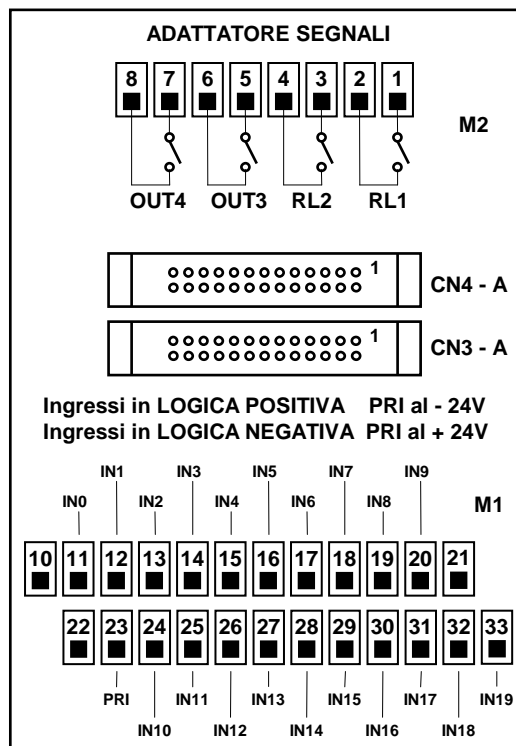 ADATTATORE SEGNALI
8 7 6 5 4 3 2 1
M2
OUT4 OUT3 RL2 RL1
1
CN4 - A
1
CN3 - A
Ingressi in LOGICA POSITIVA PRI al - 24V
Ingressi in LOGICA NEGATIVA PRI al + 24V
IN1 IN3 IN5 IN7 IN9
IN0 IN2 IN4 IN6 IN8 M1
10 11 12 13 14 15 16 17 18 19 20 21
22 23 24 25 26 27 28 29 30 31 32 33
PRI IN11 IN13 IN15 IN17 IN19
IN10 IN12 IN14 IN16 IN18